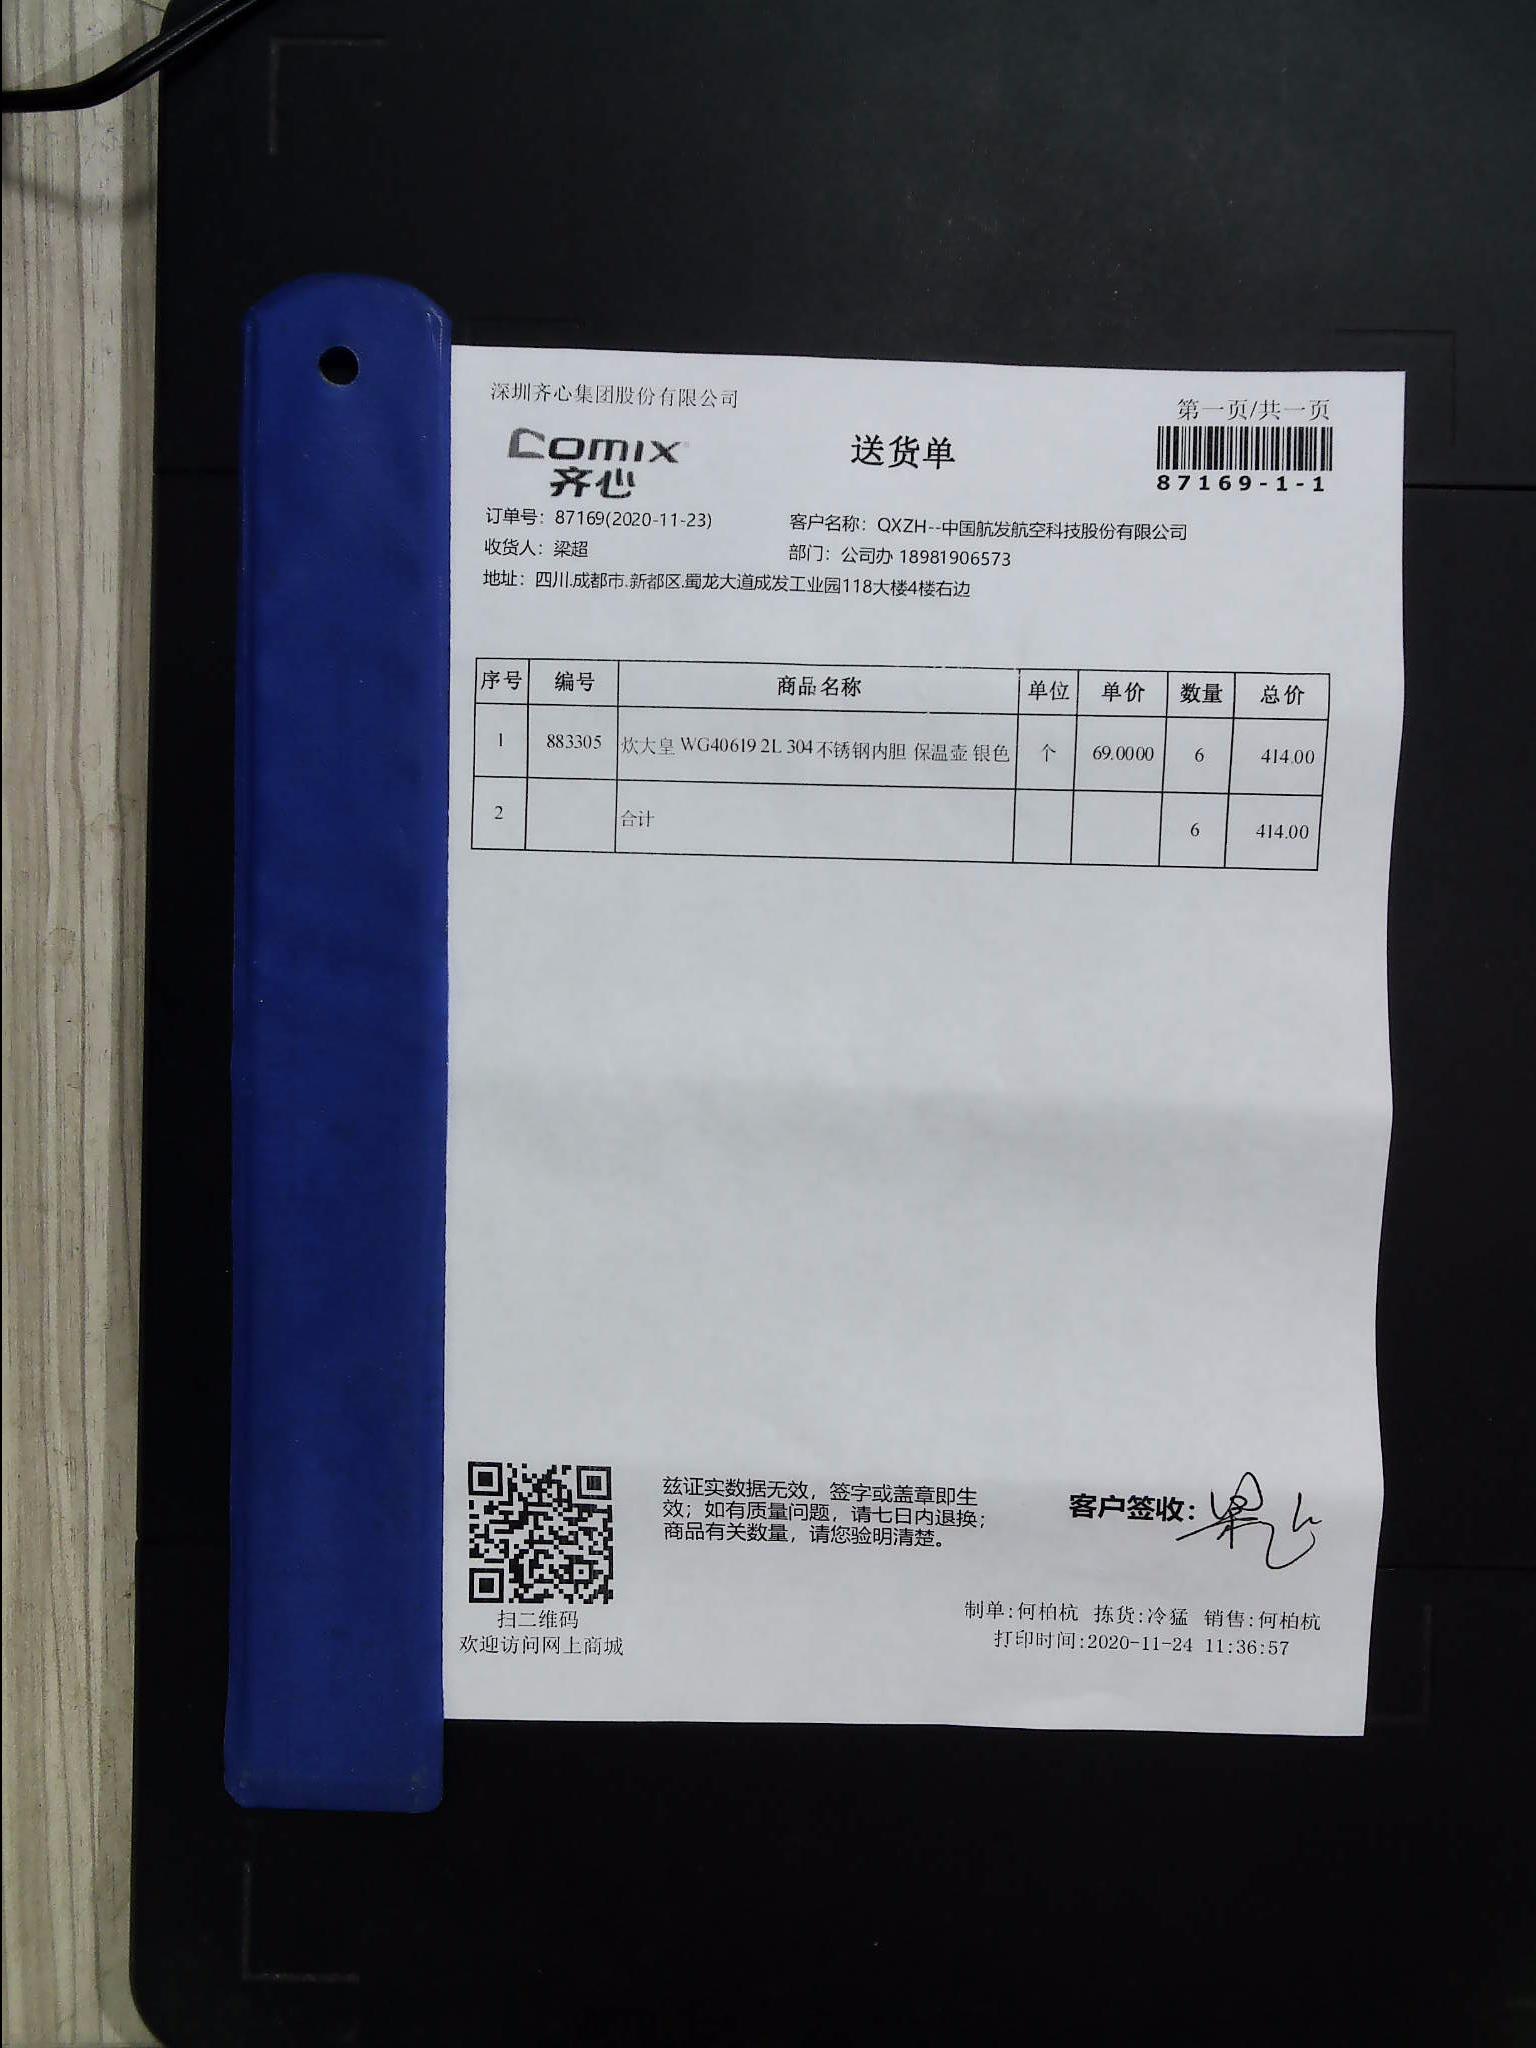 深圳齐心集团股份有限公司
第一页/共一页
comix
齐心
送货单
87169-1-1
订单号：87169(2020-11-23) 客户名称：QXZH--中国航发航空科技股份有限公司
收货人：梁超 部门：公司办 18981906573
地址：四川.成都市.新都区.蜀龙大道成发工业园118大楼4楼右边
序号 编号 商品名称 单位 单价 数量 总价
1 883305 炊大皇 WG40619 2L 304不锈钢内胆 保温壶 银色 个 69.0000 6 414.00
2 合计 6 414.00
兹证实数据无效，签字或盖章即生
效；如有质量问题，请七日内退换；
商品有关数量，请您验明清楚。
客户签收：梁
扫二维码
欢迎访问网上商城
制单:何柏杭 拣货:冷猛 销售:何柏杭
打印时间:2020-11-24 11:36:57